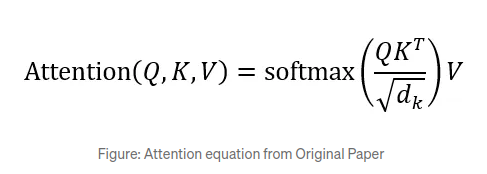 Attention(Q, K, V) = softmax(QK^T / √d_k) V
Figure: Attention equation from Original Paper